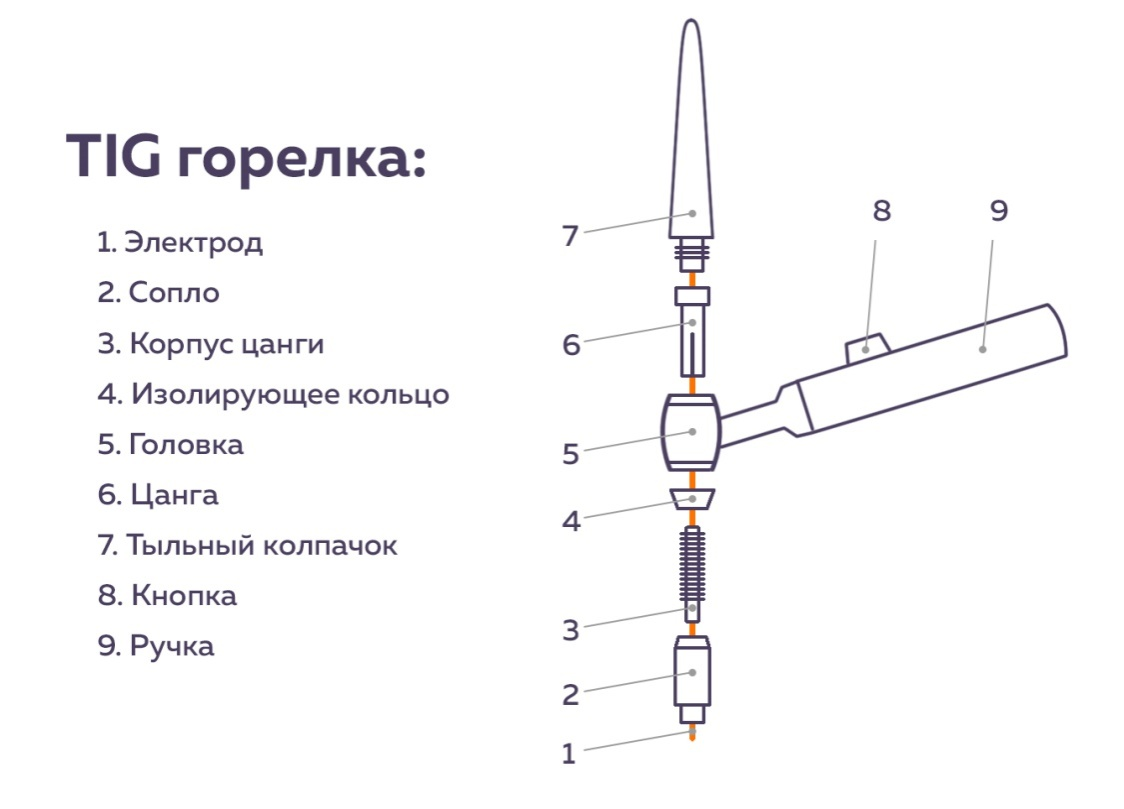 TIG горелка:
1. Электрод
2. Сопло
3. Корпус цанги
4. Изолирующее кольцо
5. Головка
6. Цанга
7. Тыльный колпачок
8. Кнопка
9. Ручка
7
8
9
6
5
4
3
2
1